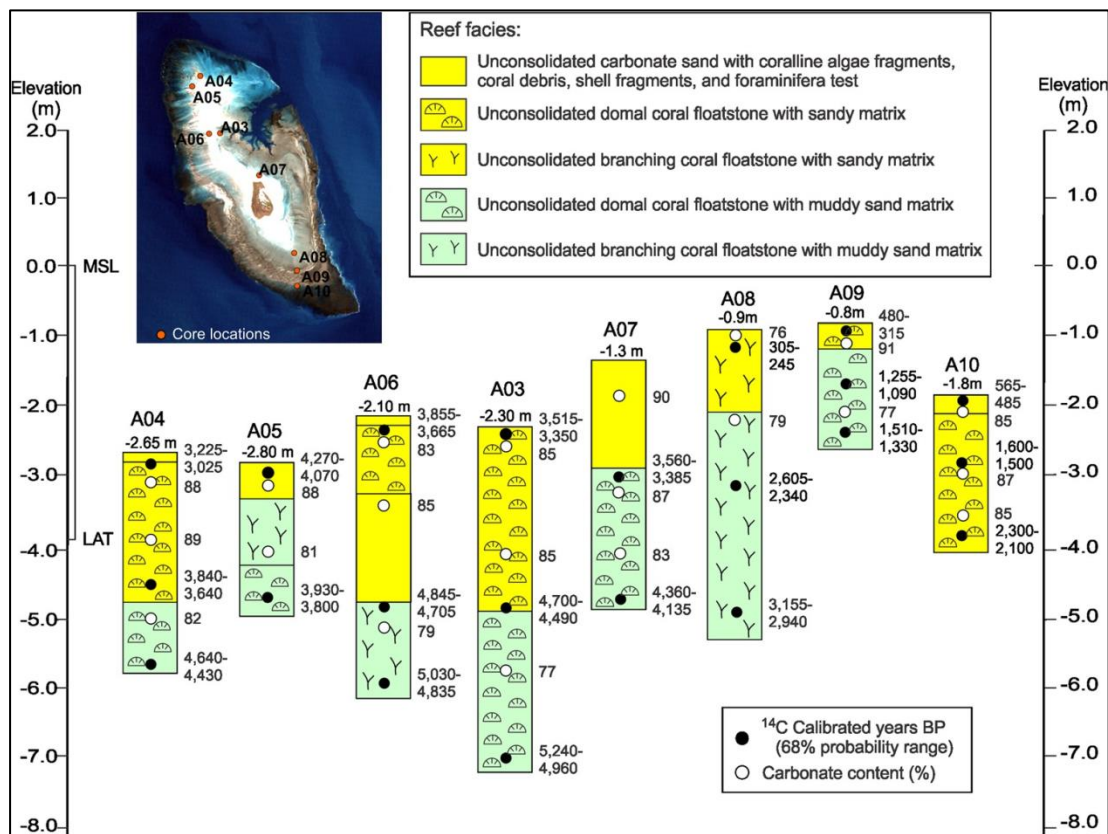 Elevation
(m)
2.0
1.0
0.0
-1.0
-2.0
-3.0
-4.0
-5.0
-6.0
-7.0
-8.0
MSL
LAT
A04
A05
A03
A06
A07
A08
A09
A10
Core locations
Reef facies:
Unconsolidated carbonate sand with coralline algae fragments,
coral debris, shell fragments, and foraminifera test
Unconsolidated domal coral floatstone with sandy matrix
Unconsolidated branching coral floatstone with sandy matrix
Unconsolidated domal coral floatstone with muddy sand matrix
Unconsolidated branching coral floatstone with muddy sand matrix
Elevation
(m)
2.0
1.0
0.0
-1.0
-2.0
-3.0
-4.0
-5.0
-6.0
-7.0
-8.0
A04
-2.65 m
3,225-
3,025
88
89
3,840-
3,640
82
4,640-
4,430
A05
-2.80 m
4,270-
4,070
88
81
3,930-
3,800
A06
-2.10 m
3,855-
3,665
83
85
4,845-
4,705
79
5,030-
4,835
A03
-2.30 m
3,515-
3,350
85
85
4,700-
4,490
77
5,240-
4,960
A07
-1.3 m
90
3,560-
3,385
87
83
4,360-
4,135
A08
-0.9m
76
305-
245
79
2,605-
2,340
3,155-
2,940
A09
-0.8m
480-
315
91
1,255-
1,090
77
1,510-
1,330
A10
-1.8m
565-
485
85
1,600-
1,500
87
85
2,300-
2,100
¹⁴C Calibrated years BP
(68% probability range)
Carbonate content (%)